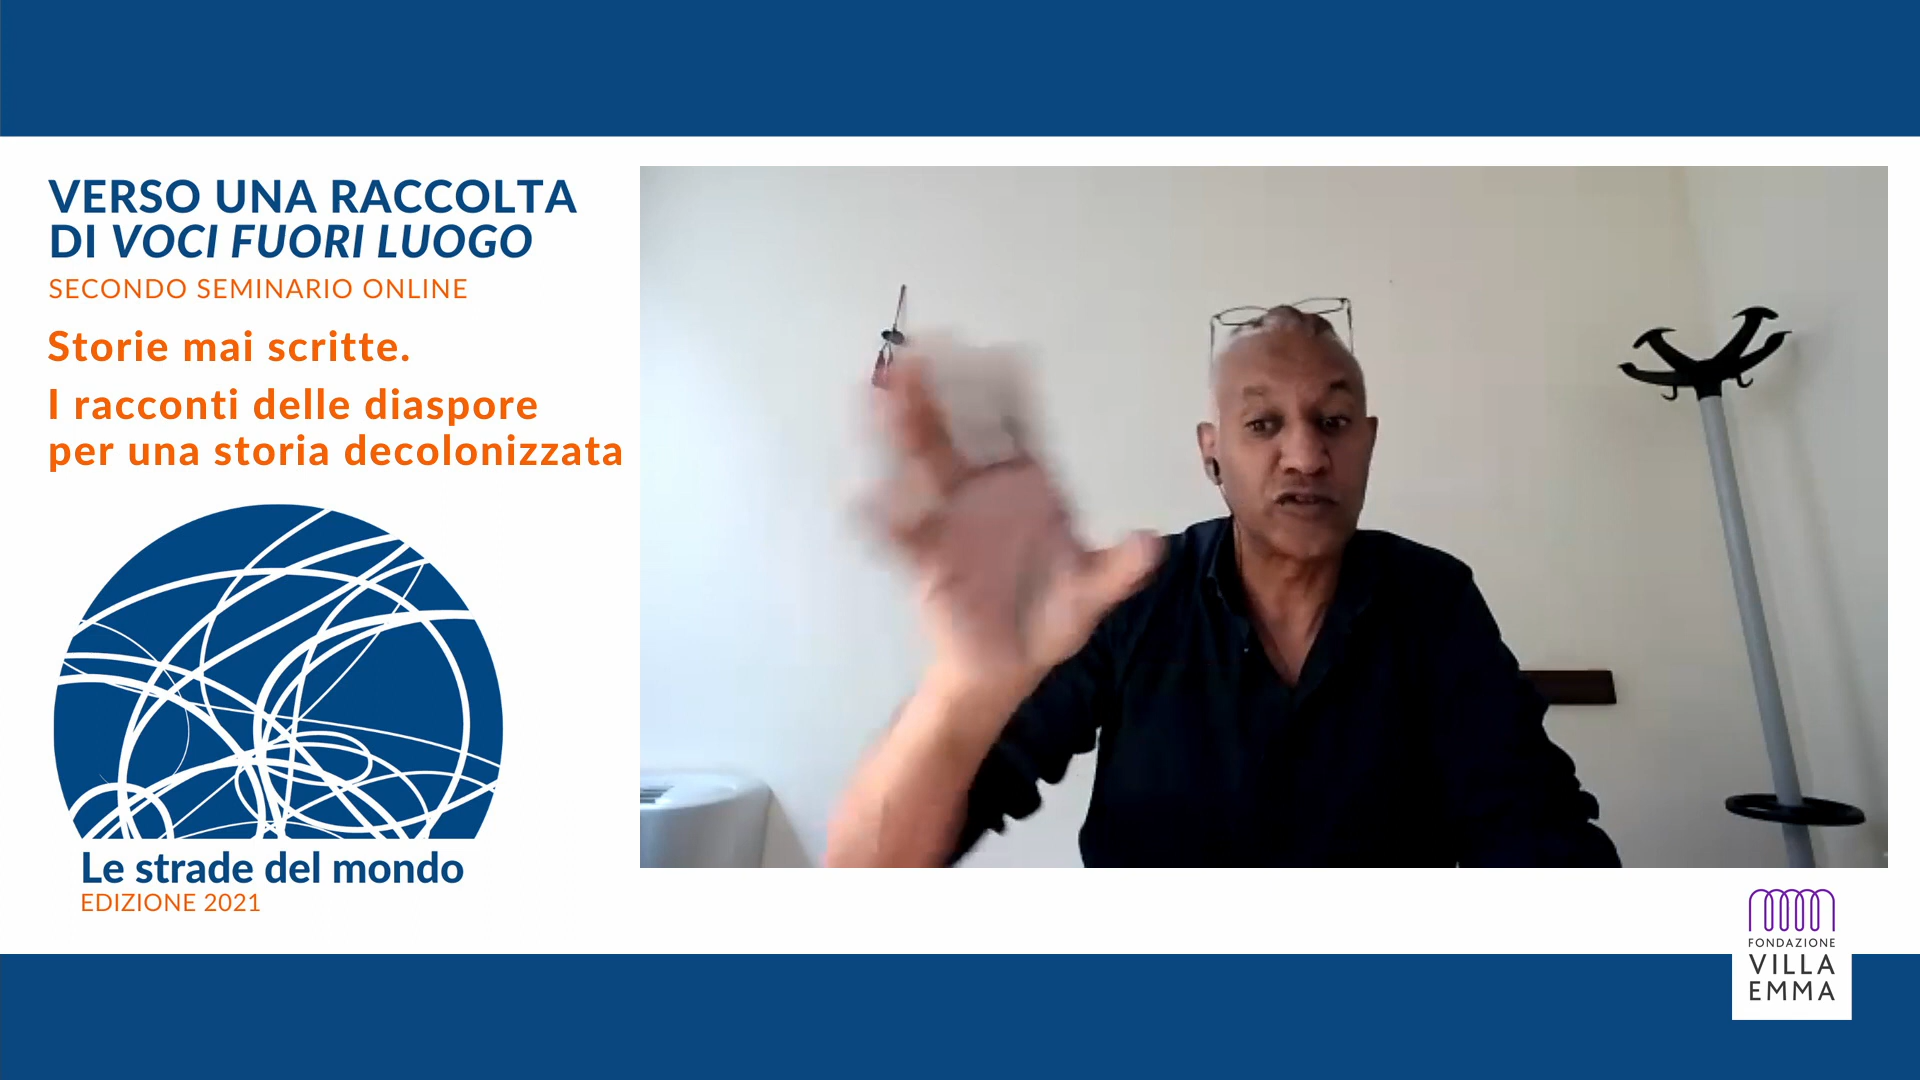 VERSO UNA RACCOLTA
DI VOCI FUORI LUOGO
SECONDO SEMINARIO ONLINE
Storie mai scritte.
I racconti delle diaspore
per una storia decolonizzata
Le strade del mondo
EDIZIONE 2021
FONDAZIONE
VILLA
EMMA